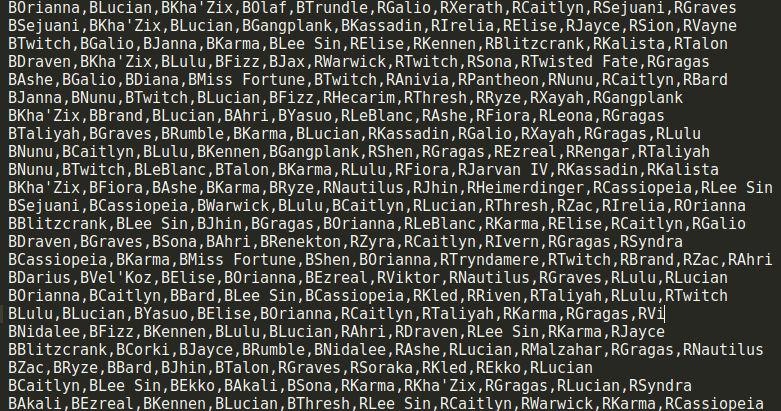 BOrianna,BLucian,BKha'Zix,BOlaf,BTrundle,RGalio,RXerath,RCaitlyn,RSejuani,RGraves
BSejuani,BKha'Zix,BLucian,BGangplank,BKassadin,RIrelia,RElise,RJayce,RSion,RVayne
BTwitch,BGalio,BJanna,BKarma,BLee Sin,RElise,RKennen,RBlitzcrank,RKalista,RTalon
BDraven,BKha'Zix,BLulu,BFizz,BJax,RWarwick,RTwitch,RSona,RTwisted Fate,RGragas
BAshe,BGalio,BDiana,BMiss Fortune,BTwitch,RAnivia,RPantheon,RNunu,RCaitlyn,RBard
BJanna,BNunu,BTwitch,BLucian,BFizz,RHecarim,RThresh,RRyze,RXayah,RGangplank
BKha'Zix,BBrand,BLucian,BAhri,BYasuo,RLeBlanc,RAshe,RFiora,RLeona,RGragas
BTaliyah,BGraves,BRumble,BKarma,BLucian,RKassadin,RGalio,RXayah,RGragas,RLulu
BNunu,BCaitlyn,BLulu,BKennen,BGangplank,RShen,RGragas,REzreal,RRengar,RTaliyah
BNunu,BTwitch,BLeBlanc,BTalon,BKarma,RLulu,RFiora,RJarvan IV,RKassadin,RKalista
BKha'Zix,BFiora,BAshe,BKarma,BRyze,RNautilus,RJhin,RHeimerdinger,RCassiopeia,RLee Sin
BSejuani,BCassiopeia,BWarwick,BLulu,BCaitlyn,RLucian,RThresh,RZac,RIrelia,ROrianna
BBlitzcrank,BLee Sin,BJhin,BGragas,BOrianna,RLeBlanc,RKarma,RElise,RCaitlyn,RGalio
BDraven,BGraves,BSona,BAhri,BRenekton,RZyra,RCaitlyn,RIvern,RGragas,RSyndra
BCassiopeia,BKarma,BMiss Fortune,BShen,BOrianna,RTryndamere,RTwitch,RBrand,RZac,RAhri
BDarius,BVel'Koz,BElise,BOrianna,BEzreal,RViktor,RNautilus,RGraves,RLulu,RLucian
BOrianna,BCaitlyn,BBard,BLee Sin,BCassiopeia,RKled,RRiven,RTaliyah,RLulu,RTwitch
BLulu,BLucian,BYasuo,BElise,BOrianna,RCaitlyn,RTaliyah,RKarma,RGragas,RVi
BNidalee,BFizz,BKennen,BLulu,BLucian,RAhri,RDraven,RLee Sin,RKarma,RJayce
BBlitzcrank,BCorki,BJayce,BRumble,BNidalee,RAshe,RLucian,RMalzahar,RGragas,RNautilus
BZac,BRyze,BBard,BJhin,BTalon,RGraves,RSoraka,RKled,REkko,RLucian
BCaitlyn,BLee Sin,BEkko,BAkali,BSona,RKarma,RKha'Zix,RGragas,RLucian,RSyndra
BAkali,BEzreal,BKennen,BLucian,BThresh,RLee Sin,RCaitlyn,RWarwick,RKarma,RCassiopeia